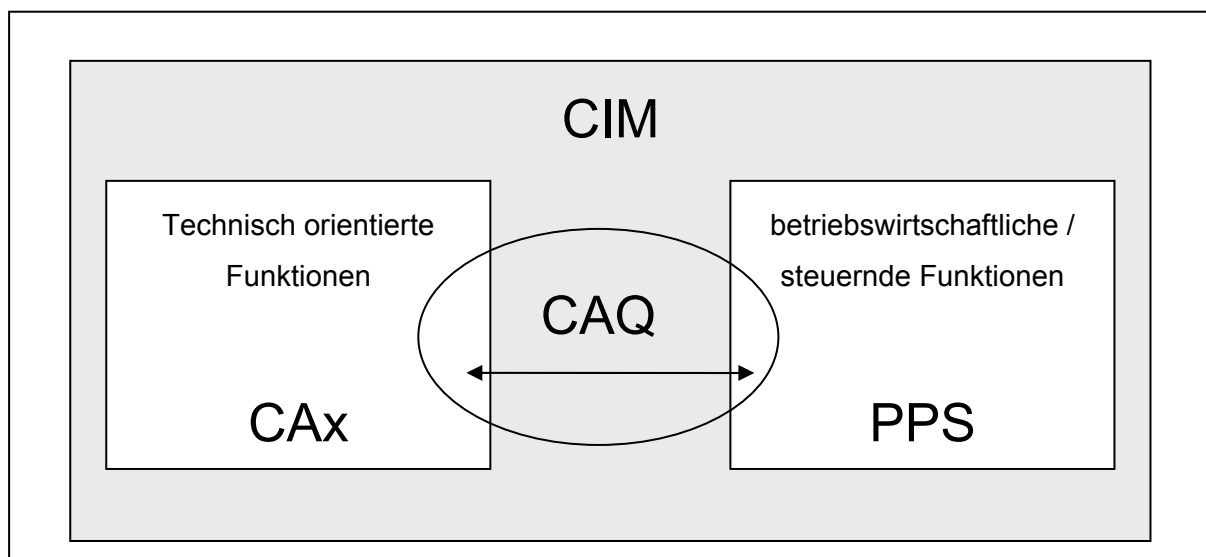 CIM
Technisch orientierte
Funktionen
CAx
CAQ
betriebswirtschaftliche /
steuernde Funktionen
PPS